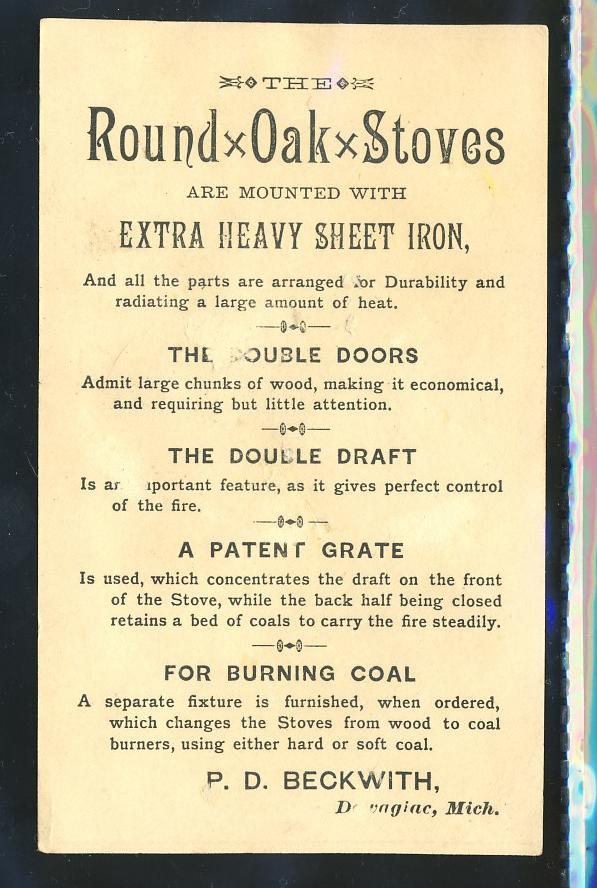 THE
Round x Oak x Stoves
ARE MOUNTED WITH
EXTRA HEAVY SHEET IRON,
And all the parts are arranged for Durability and
radiating a large amount of heat.
THE DOUBLE DOORS
Admit large chunks of wood, making it economical,
and requiring but little attention.
THE DOUBLE DRAFT
Is an important feature, as it gives perfect control
of the fire.
A PATENT GRATE
Is used, which concentrates the draft on the front
of the Stove, while the back half being closed
retains a bed of coals to carry the fire steadily.
FOR BURNING COAL
A separate fixture is furnished, when ordered,
which changes the Stoves from wood to coal
burners, using either hard or soft coal.
P. D. BECKWITH,
Dowagiac, Mich.